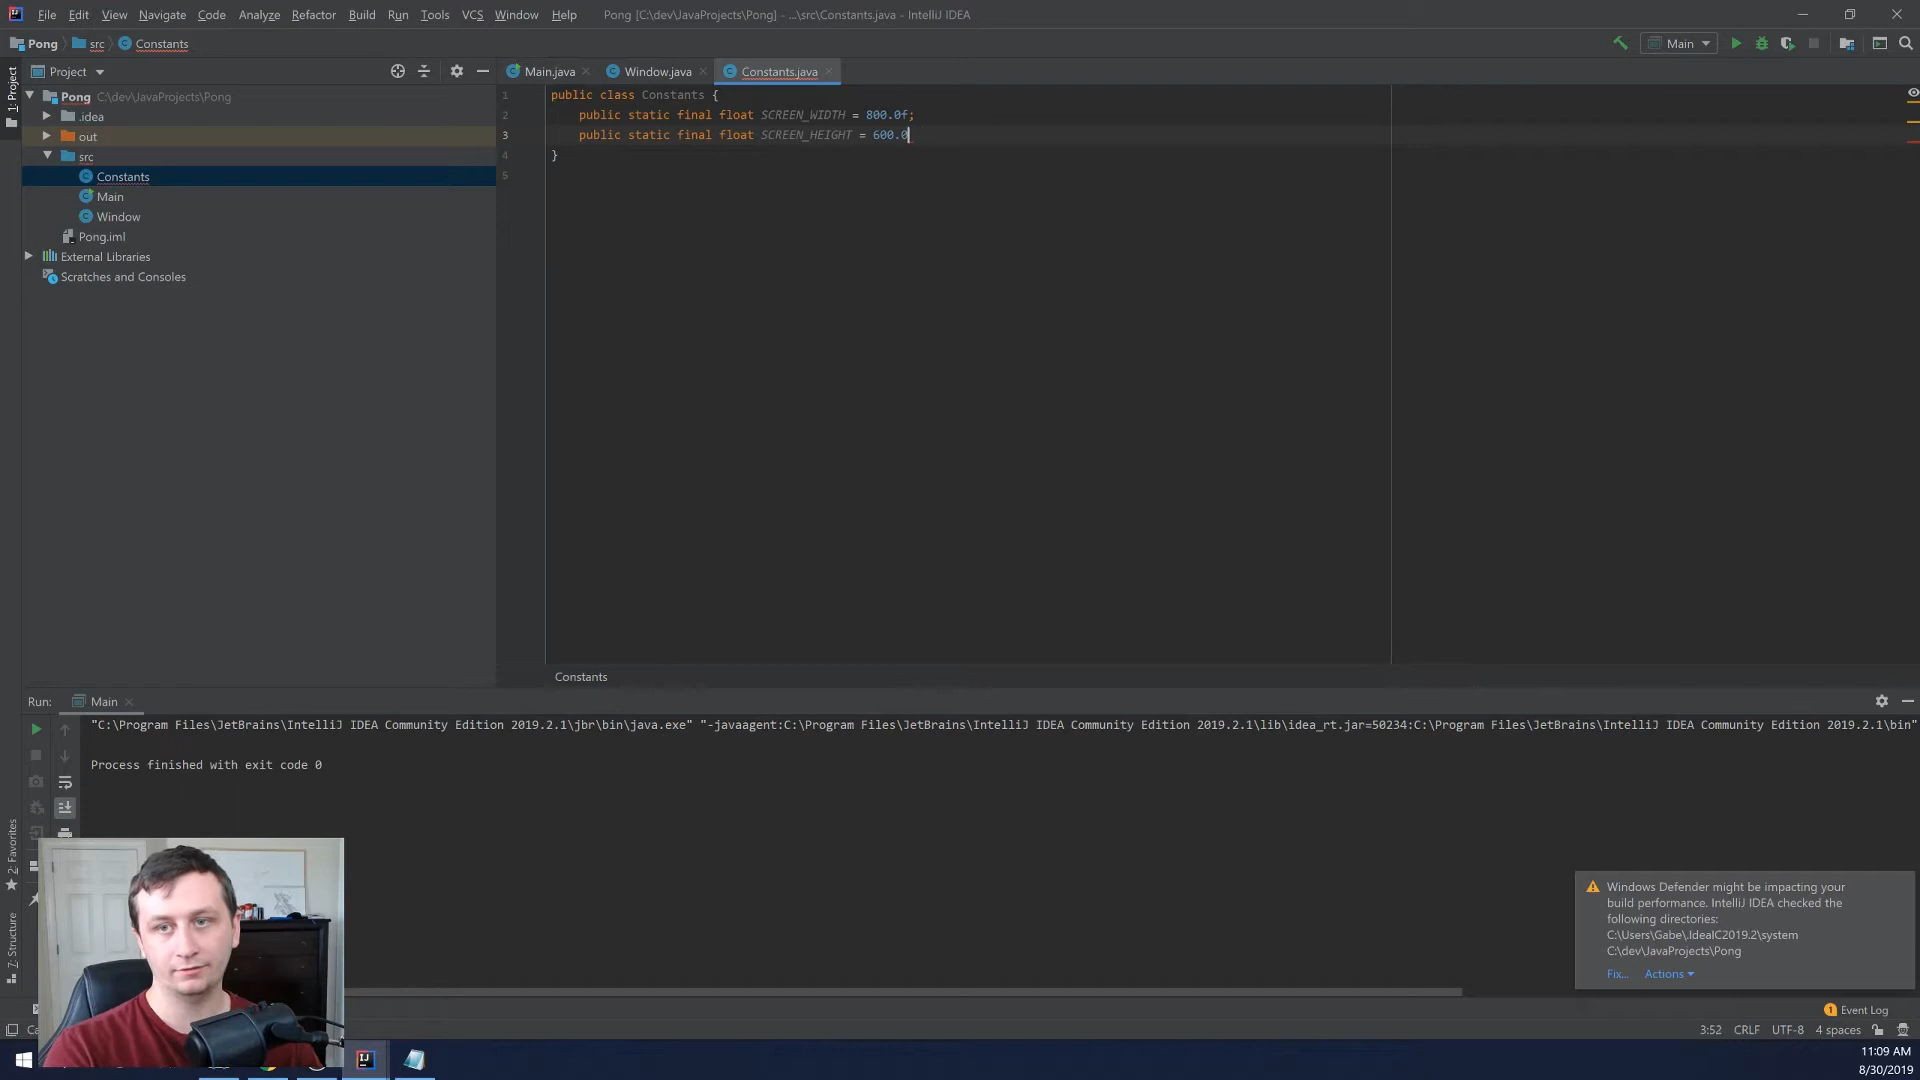 File Edit View Navigate Code Analyze Refactor Build Run Tools VCS Window Help Pong [C:\dev\JavaProjects\Pong] - ...\src\Constants.java - IntelliJ IDEA
Pong src Constants Main
1: Project
Project
Main.java Window.java Constants.java
Pong C:\dev\JavaProjects\Pong
.idea
out
src
Constants
Main
Window
Pong.iml
External Libraries
Scratches and Consoles
1 public class Constants {
2 public static final float SCREEN_WIDTH = 800.0f;
3 public static final float SCREEN_HEIGHT = 600.0
4 }
5
Constants
Run: Main
"C:\Program Files\JetBrains\IntelliJ IDEA Community Edition 2019.2.1\jbr\bin\java.exe" "-javaagent:C:\Program Files\JetBrains\IntelliJ IDEA Community Edition 2019.2.1\lib\idea_rt.jar=50234:C:\Program Files\JetBrains\IntelliJ IDEA Community Edition 2019.2.1\bin"
Process finished with exit code 0
2: Favorites
7: Structure
Windows Defender might be impacting your
build performance. IntelliJ IDEA checked the
following directories:
C:\Users\Gabe\.IdeaIC2019.2\system
C:\dev\JavaProjects\Pong
Fix... Actions
1 Event Log
3:52 CRLF UTF-8 4 spaces
11:09 AM
8/30/2019